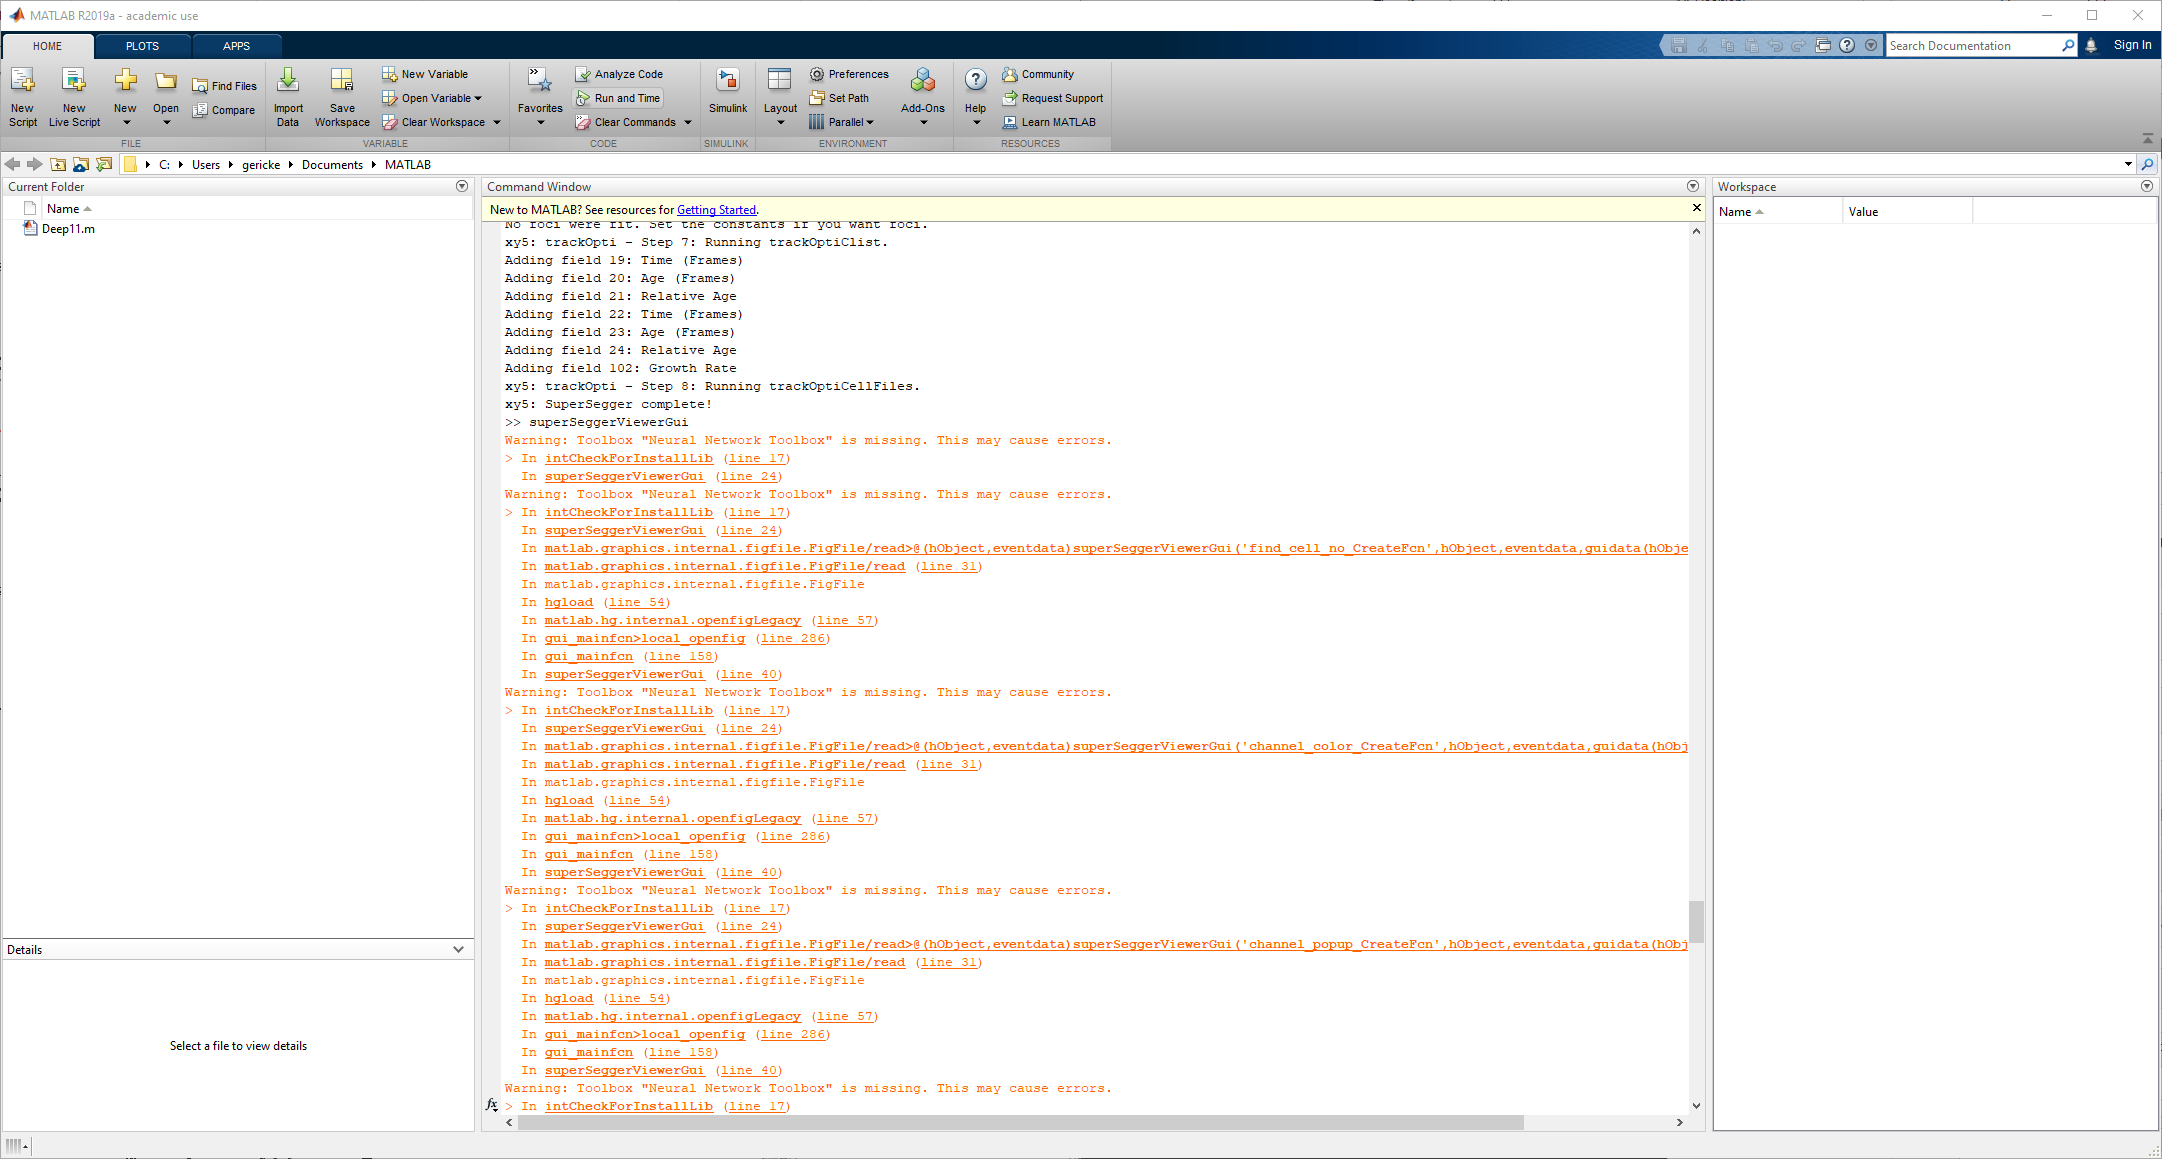 MATLAB R2019a - academic use
HOME
PLOTS
APPS
Search Documentation
Sign In
New Script
New Live Script
New
Open
Find Files
Compare
Import Data
Save Workspace
New Variable
Open Variable
Clear Workspace
Favorites
Analyze Code
Run and Time
Clear Commands
Simulink
Layout
Preferences
Set Path
Parallel
Add-Ons
Help
Community
Request Support
Learn MATLAB
FILE
VARIABLE
CODE
SIMULINK
ENVIRONMENT
RESOURCES
C: Users gericke Documents MATLAB
Current Folder
Name
Deep11.m
Details
Select a file to view details
Command Window
New to MATLAB? See resources for Getting Started.
No foci were fit. Set the constants if you want foci.
xy5: trackOpti - Step 7: Running trackOptiClist.
Adding field 19: Time (Frames)
Adding field 20: Age (Frames)
Adding field 21: Relative Age
Adding field 22: Time (Frames)
Adding field 23: Age (Frames)
Adding field 24: Relative Age
Adding field 102: Growth Rate
xy5: trackOpti - Step 8: Running trackOptiCellFiles.
xy5: SuperSegger complete!
>> superSeggerViewerGui
Warning: Toolbox "Neural Network Toolbox" is missing. This may cause errors.
> In intCheckForInstallLib (line 17)
In superSeggerViewerGui (line 24)
Warning: Toolbox "Neural Network Toolbox" is missing. This may cause errors.
> In intCheckForInstallLib (line 17)
In superSeggerViewerGui (line 24)
In matlab.graphics.internal.figfile.FigFile/read>@(hObject,eventdata)superSeggerViewerGui('find_cell_no_CreateFcn',hObject,eventdata,guidata(hObje
In matlab.graphics.internal.figfile.FigFile/read (line 31)
In matlab.graphics.internal.figfile.FigFile
In hgload (line 54)
In matlab.hg.internal.openfigLegacy (line 57)
In gui_mainfcn>local_openfig (line 286)
In gui_mainfcn (line 158)
In superSeggerViewerGui (line 40)
Warning: Toolbox "Neural Network Toolbox" is missing. This may cause errors.
> In intCheckForInstallLib (line 17)
In superSeggerViewerGui (line 24)
In matlab.graphics.internal.figfile.FigFile/read>@(hObject,eventdata)superSeggerViewerGui('channel_color_CreateFcn',hObject,eventdata,guidata(hObj
In matlab.graphics.internal.figfile.FigFile/read (line 31)
In matlab.graphics.internal.figfile.FigFile
In hgload (line 54)
In matlab.hg.internal.openfigLegacy (line 57)
In gui_mainfcn>local_openfig (line 286)
In gui_mainfcn (line 158)
In superSeggerViewerGui (line 40)
Warning: Toolbox "Neural Network Toolbox" is missing. This may cause errors.
> In intCheckForInstallLib (line 17)
In superSeggerViewerGui (line 24)
In matlab.graphics.internal.figfile.FigFile/read>@(hObject,eventdata)superSeggerViewerGui('channel_popup_CreateFcn',hObject,eventdata,guidata(hObj
In matlab.graphics.internal.figfile.FigFile/read (line 31)
In matlab.graphics.internal.figfile.FigFile
In hgload (line 54)
In matlab.hg.internal.openfigLegacy (line 57)
In gui_mainfcn>local_openfig (line 286)
In gui_mainfcn (line 158)
In superSeggerViewerGui (line 40)
Warning: Toolbox "Neural Network Toolbox" is missing. This may cause errors.
fx > In intCheckForInstallLib (line 17)
Workspace
Name
Value